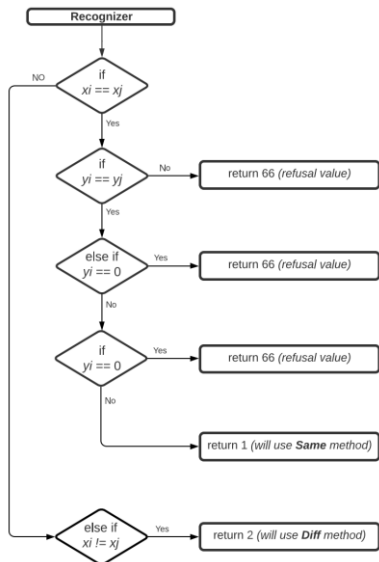 Recognizer
NO
if
xi == xj
Yes
if
yi == yj
No
return 66 (refusal value)
Yes
else if
yi == 0
Yes
return 66 (refusal value)
No
if
yi == 0
Yes
return 66 (refusal value)
No
return 1 (will use Same method)
else if
xi != xj
Yes
return 2 (will use Diff method)